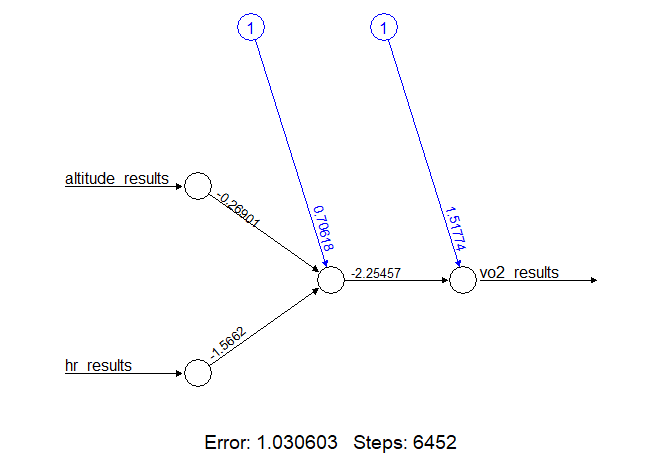 1
1
altitude_results
-0.26901
0.70618
1.51774
-2.25457
vo2_results
-1.5662
hr_results
Error: 1.030603 Steps: 6452